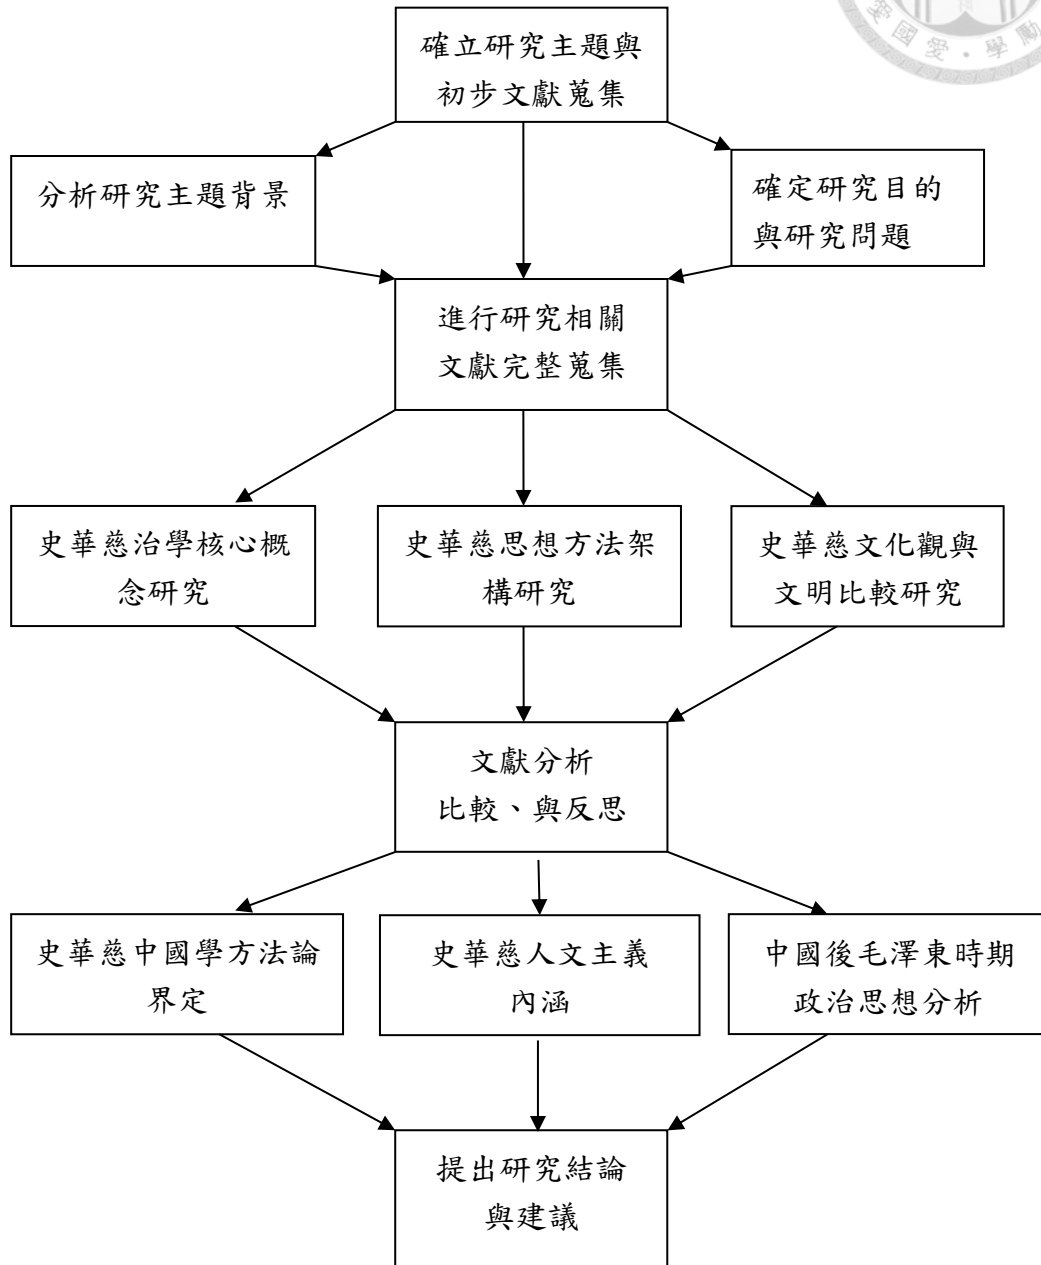 愛國愛・學勵
確立研究主題與
初步文獻蒐集
分析研究主題背景
確定研究目的
與研究問題
進行研究相關
文獻完整蒐集
史華慈治學核心概
念研究
史華慈思想方法架
構研究
史華慈文化觀與
文明比較研究
文獻分析
比較、與反思
史華慈中國學方法論
界定
史華慈人文主義
內涵
中國後毛澤東時期
政治思想分析
提出研究結論
與建議